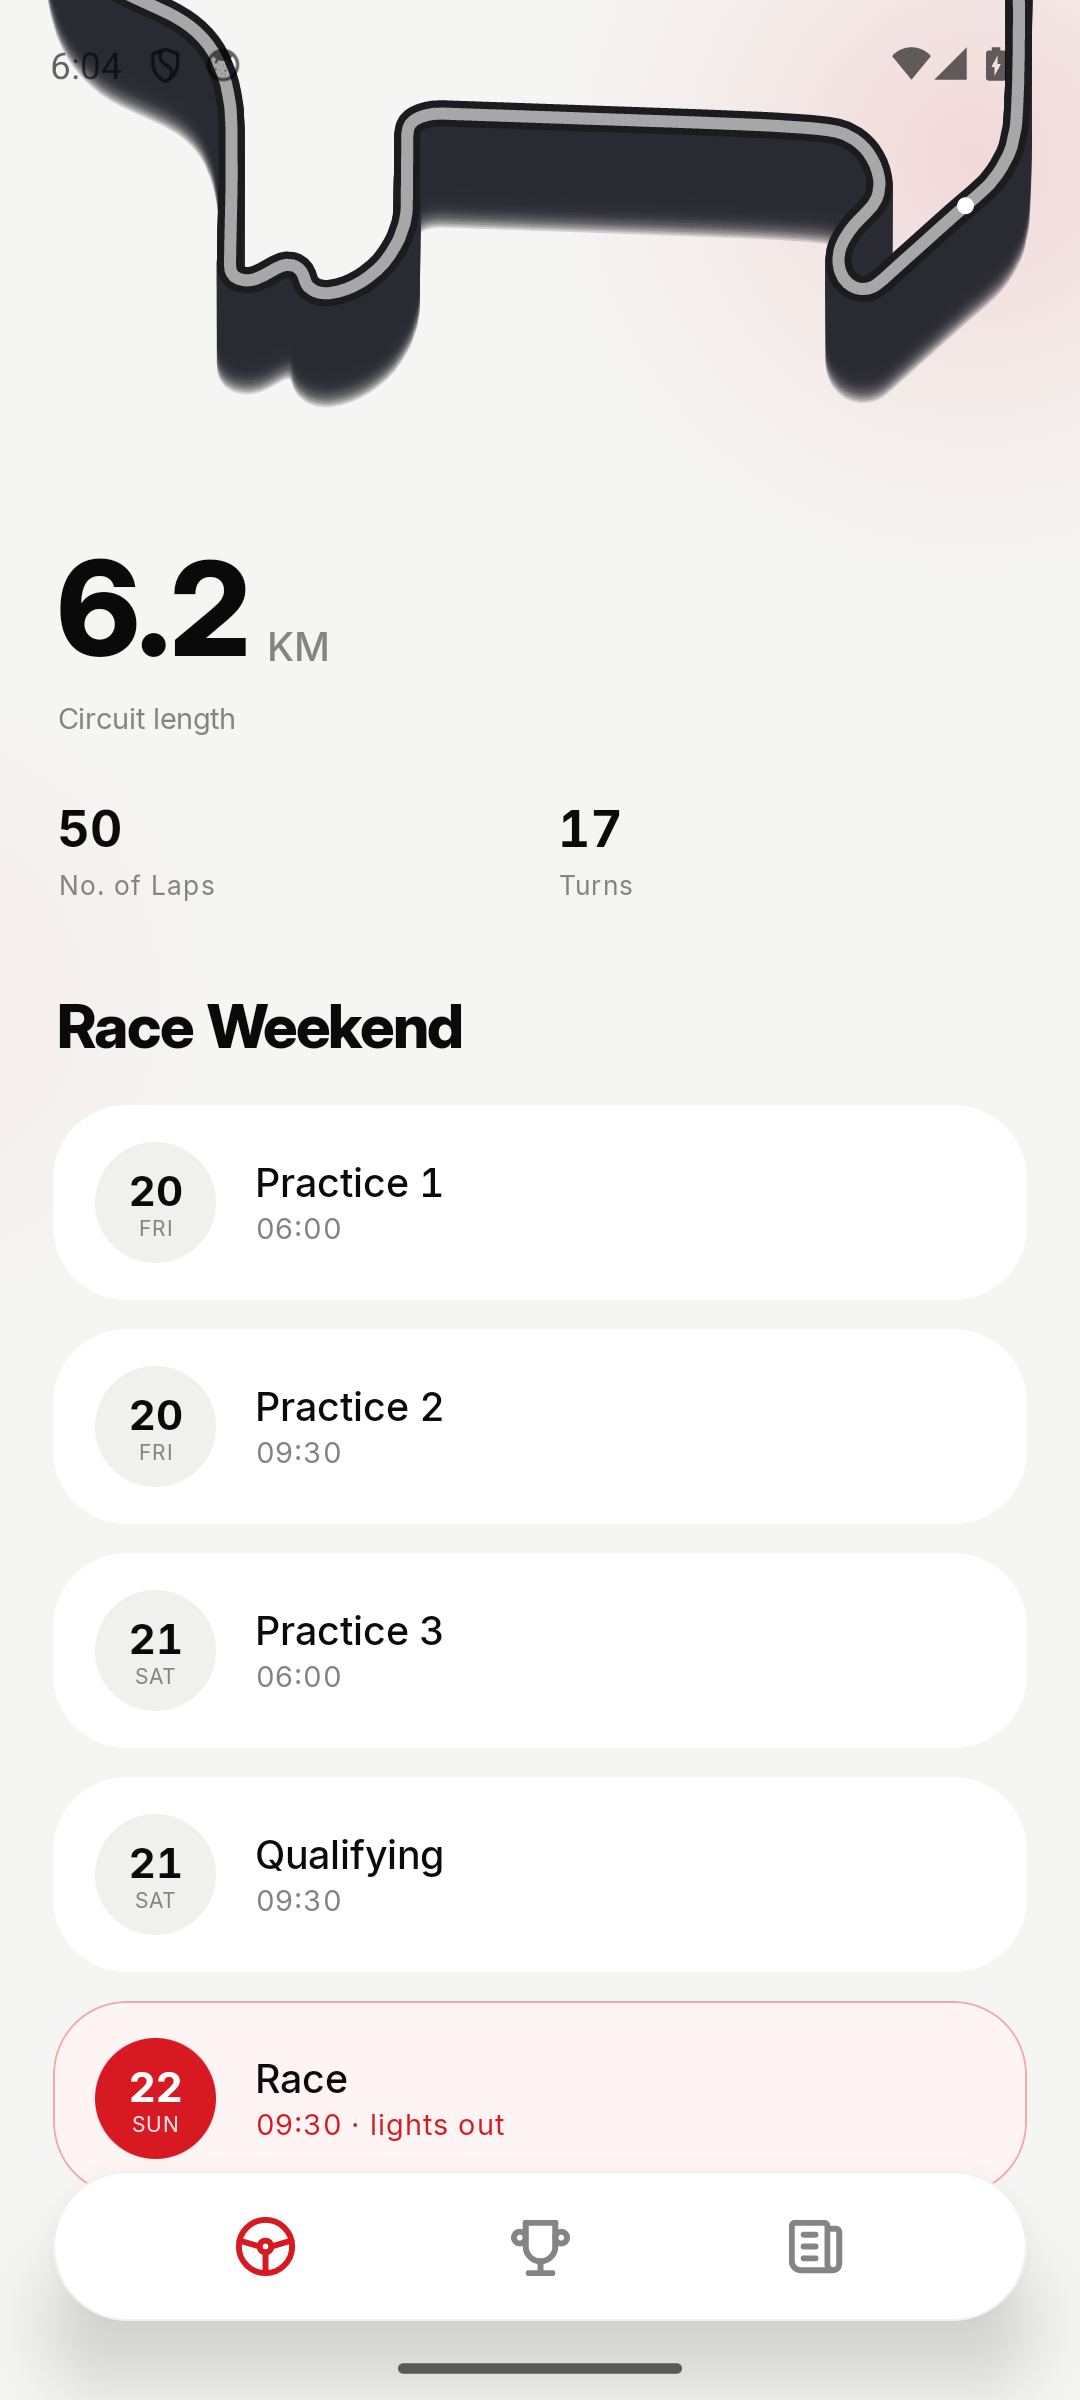 6:04
6.2 KM
Circuit length
50
No. of Laps
17
Turns
Race Weekend
20
FRI
Practice 1
06:00
20
FRI
Practice 2
09:30
21
SAT
Practice 3
06:00
21
SAT
Qualifying
09:30
22
SUN
Race
09:30 · lights out